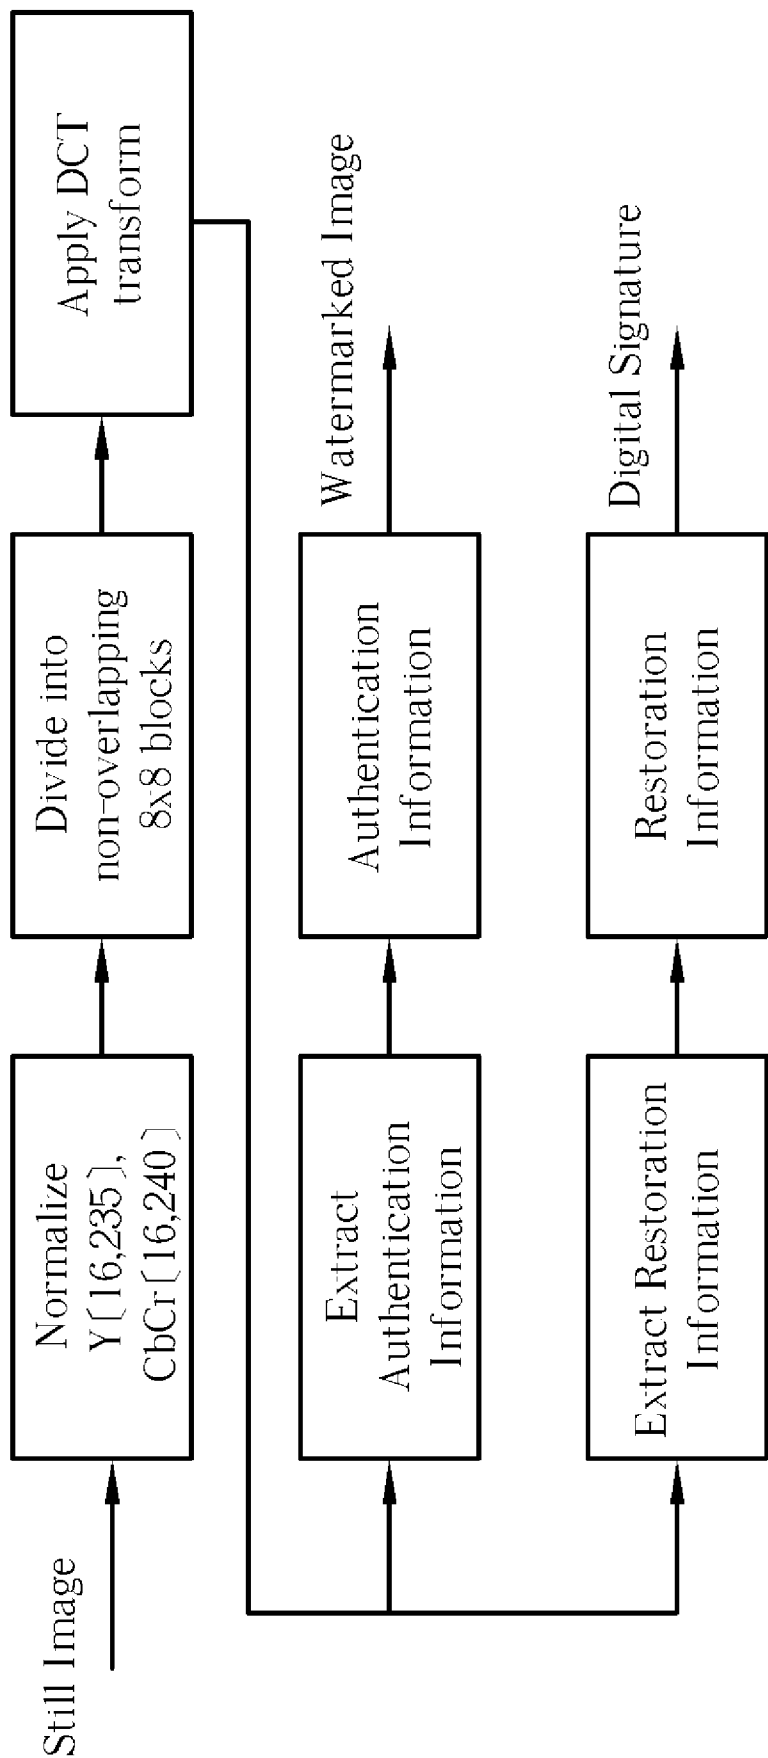 Still Image
Normalize
Y[16,235],
CbCr[16,240]
Divide into
non-overlapping
8x8 blocks
Apply DCT
transform
Extract
Authentication
Information
Authentication
Information
Watermarked Image
Extract Restoration
Information
Restoration
Information
Digital Signature